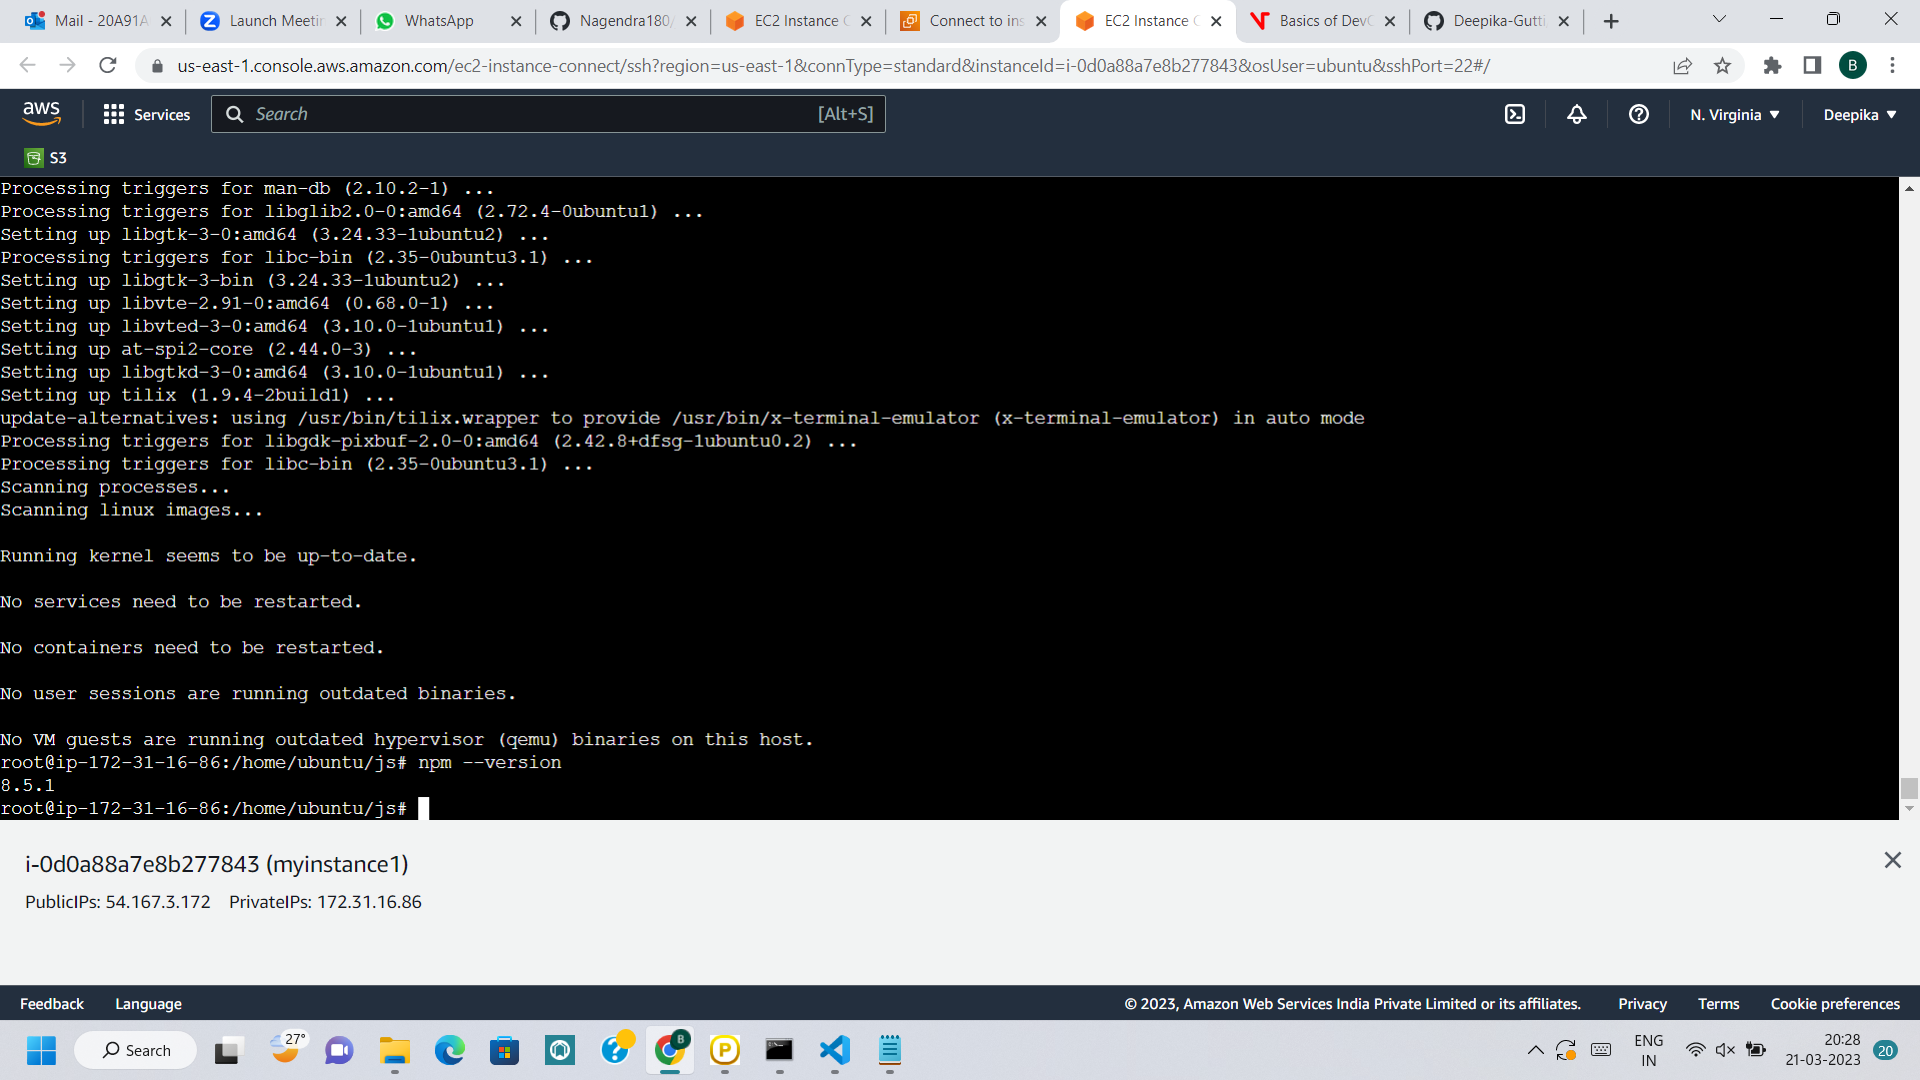 Mail - 20A91A
Launch Meetin
WhatsApp
Nagendra180/
EC2 Instance C
Connect to ins
EC2 Instance C
Basics of DevO
Deepika-Gutti
us-east-1.console.aws.amazon.com/ec2-instance-connect/ssh?region=us-east-1&connType=standard&instanceId=i-0d0a88a7e8b277843&osUser=ubuntu&sshPort=22#/
B
aws
Services
Search
[Alt+S]
N. Virginia
Deepika
S3
Processing triggers for man-db (2.10.2-1) ...
Processing triggers for libglib2.0-0:amd64 (2.72.4-0ubuntu1) ...
Setting up libgtk-3-0:amd64 (3.24.33-1ubuntu2) ...
Processing triggers for libc-bin (2.35-0ubuntu3.1) ...
Setting up libgtk-3-bin (3.24.33-1ubuntu2) ...
Setting up libvte-2.91-0:amd64 (0.68.0-1) ...
Setting up libvted-3-0:amd64 (3.10.0-1ubuntu1) ...
Setting up at-spi2-core (2.44.0-3) ...
Setting up libgtkd-3-0:amd64 (3.10.0-1ubuntu1) ...
Setting up tilix (1.9.4-2build1) ...
update-alternatives: using /usr/bin/tilix.wrapper to provide /usr/bin/x-terminal-emulator (x-terminal-emulator) in auto mode
Processing triggers for libgdk-pixbuf-2.0-0:amd64 (2.42.8+dfsg-1ubuntu0.2) ...
Processing triggers for libc-bin (2.35-0ubuntu3.1) ...
Scanning processes...
Scanning linux images...
Running kernel seems to be up-to-date.
No services need to be restarted.
No containers need to be restarted.
No user sessions are running outdated binaries.
No VM guests are running outdated hypervisor (qemu) binaries on this host.
root@ip-172-31-16-86:/home/ubuntu/js# npm --version
8.5.1
root@ip-172-31-16-86:/home/ubuntu/js#
i-0d0a88a7e8b277843 (myinstance1)
PublicIPs: 54.167.3.172 PrivateIPs: 172.31.16.86
Feedback
Language
© 2023, Amazon Web Services India Private Limited or its affiliates.
Privacy
Terms
Cookie preferences
Search
27°
B
P
ENG
IN
20:28
21-03-2023
20